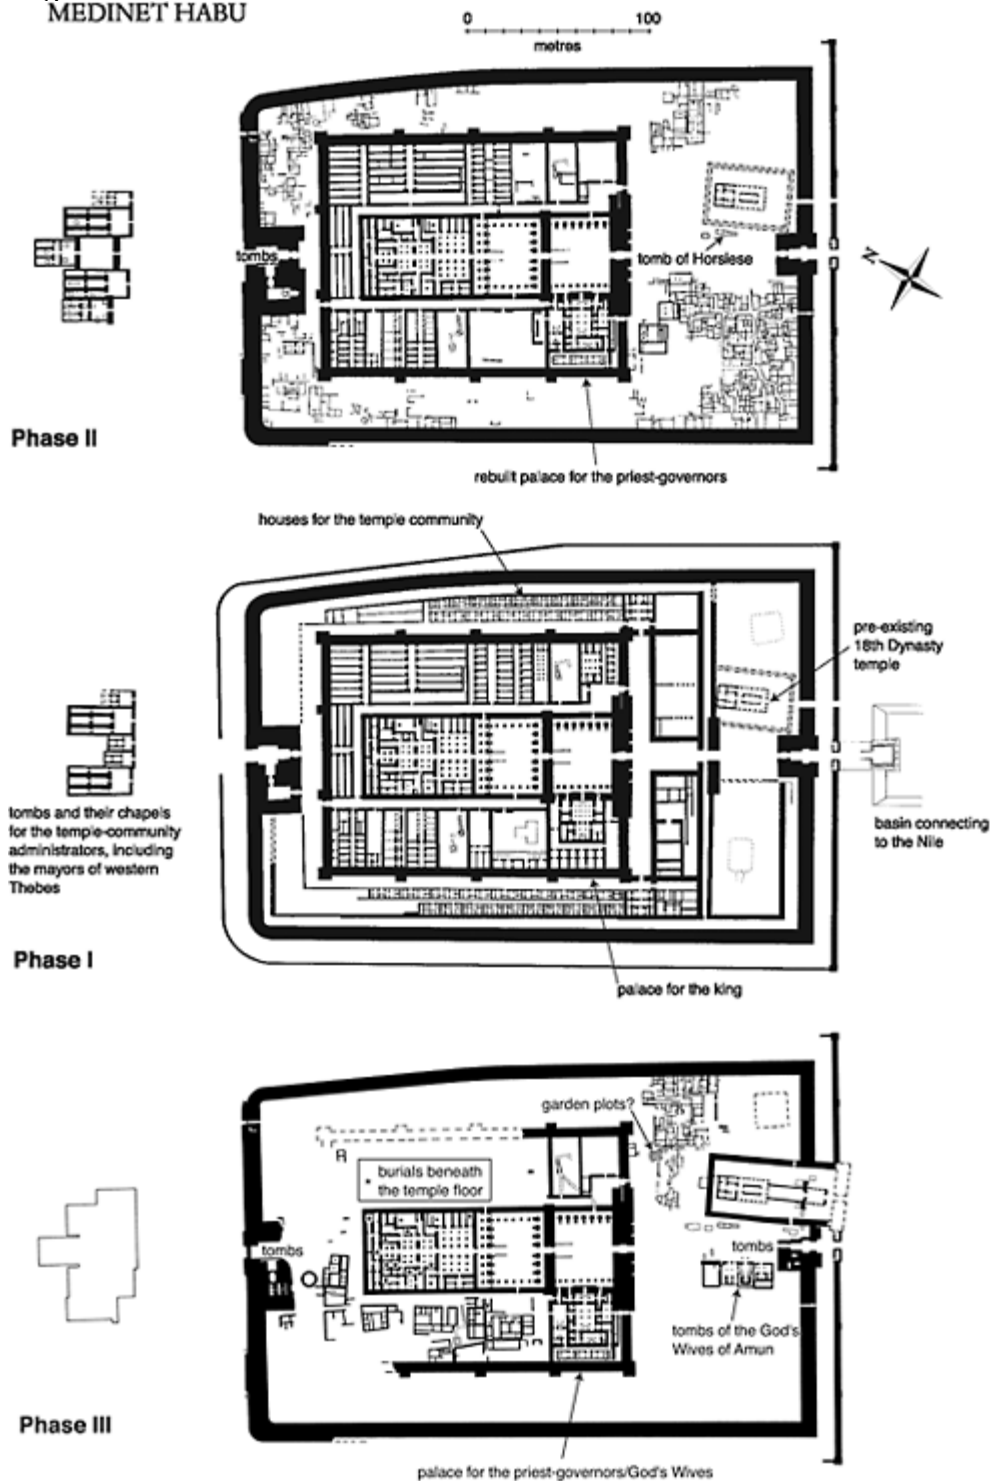 MEDINET HABU
0 100
metres
tombs
tomb of Horsiese
N
Phase II
rebuilt palace for the priest-governors
houses for the temple community
pre-existing
18th Dynasty
temple
tombs and their chapels
for the temple-community
administrators, including
the mayors of western
Thebes
basin connecting
to the Nile
Phase I
palace for the king
garden plots?
R
burials beneath
the temple floor
tombs
tombs
tombs of the God's
Wives of Amun
Phase III
palace for the priest-governors/God's Wives